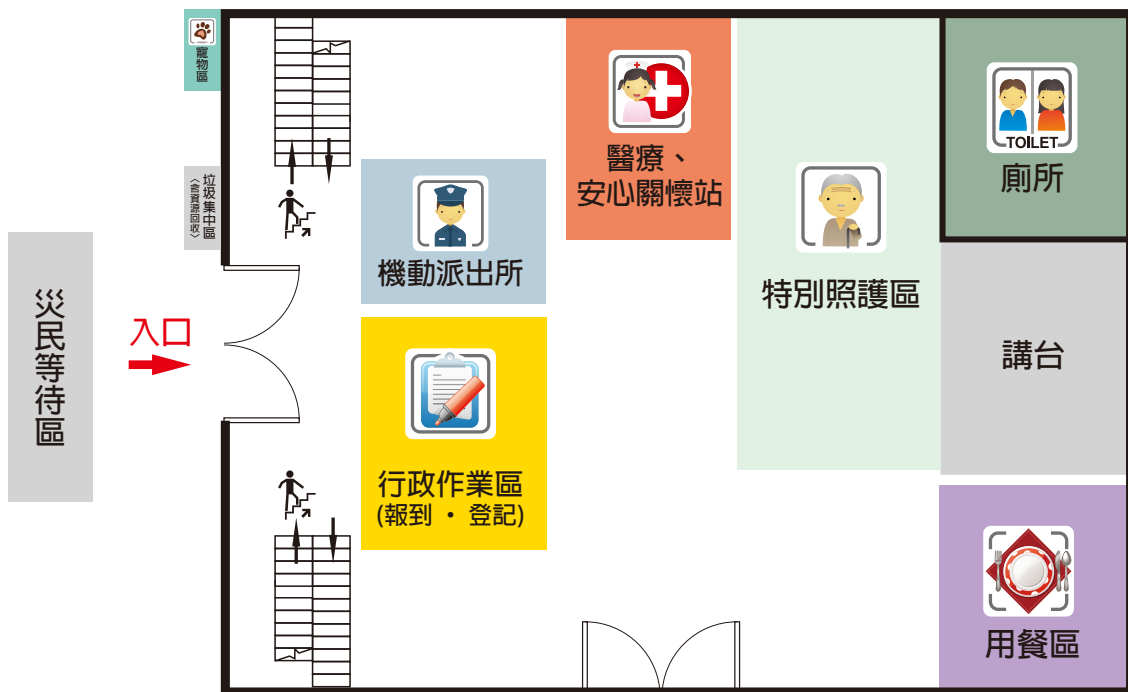 寵物區
垃圾集中區
〈含資源回收〉
災民等待區
入口
機動派出所
行政作業區
(報到 · 登記)
醫療、
安心關懷站
特別照護區
TOILET
廁所
講台
用餐區